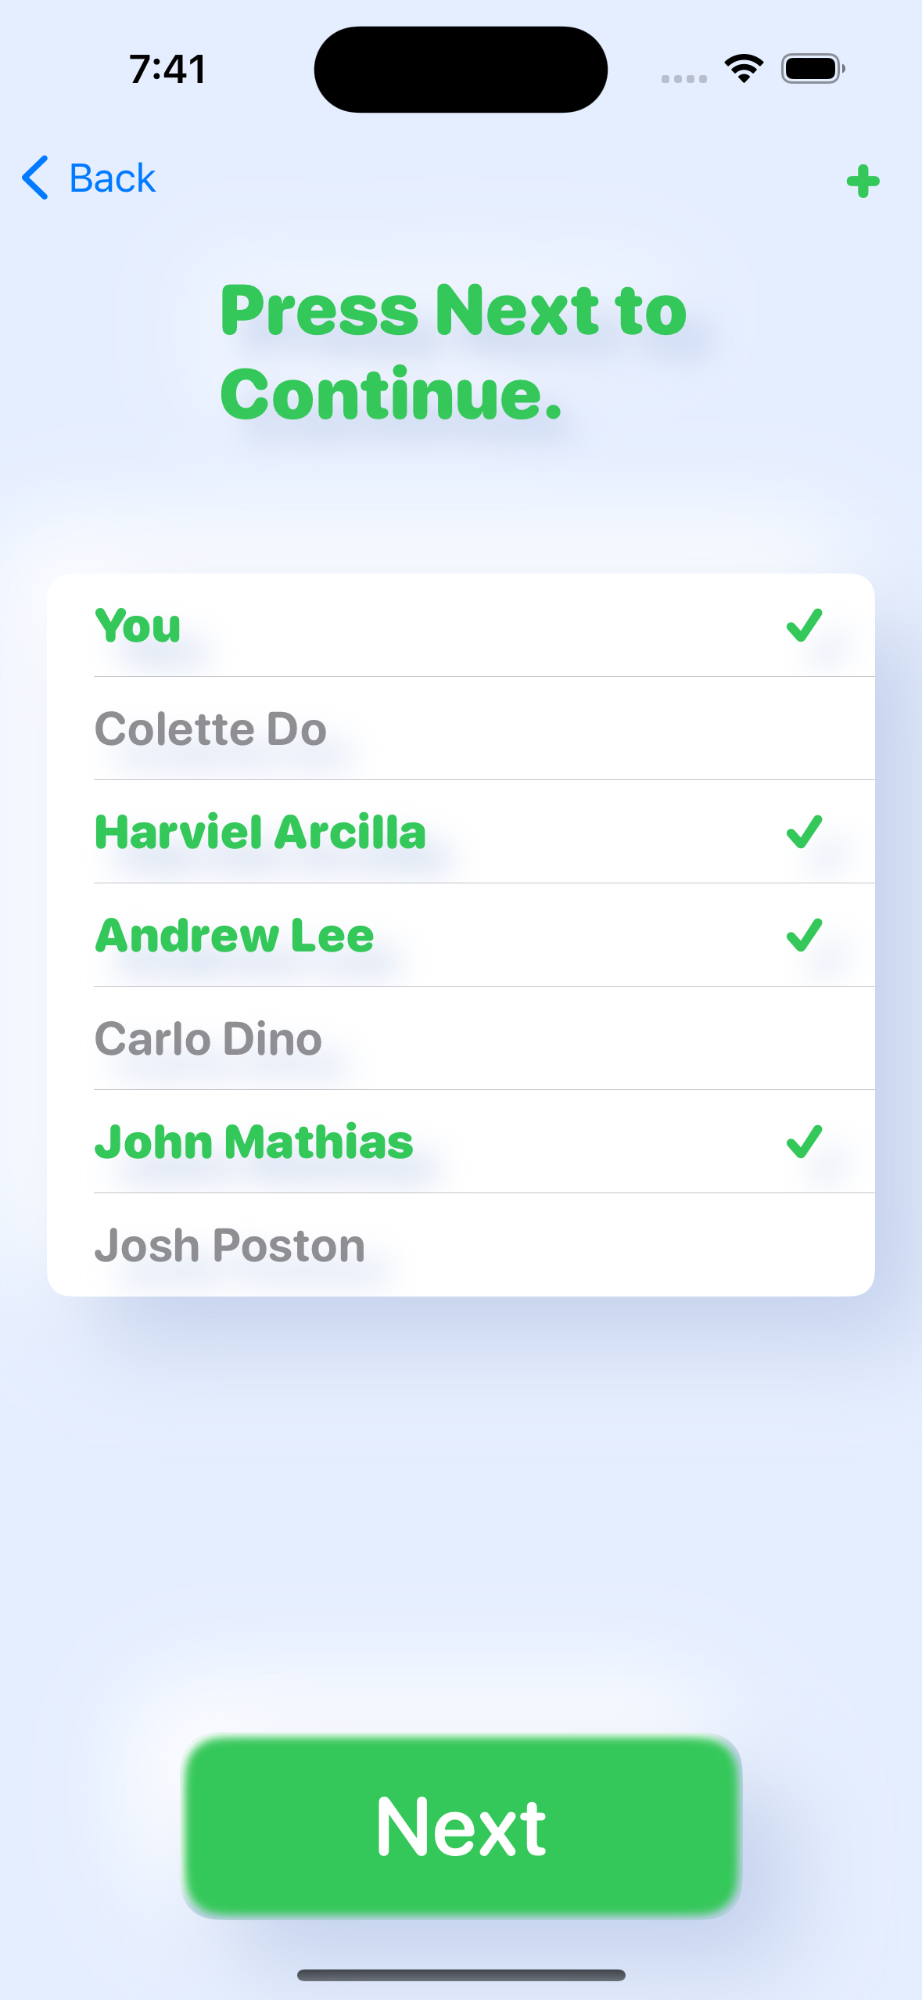 7:41
Back
Press Next to
Continue.
You
Colette Do
Harviel Arcilla
Andrew Lee
Carlo Dino
John Mathias
Josh Poston
Next